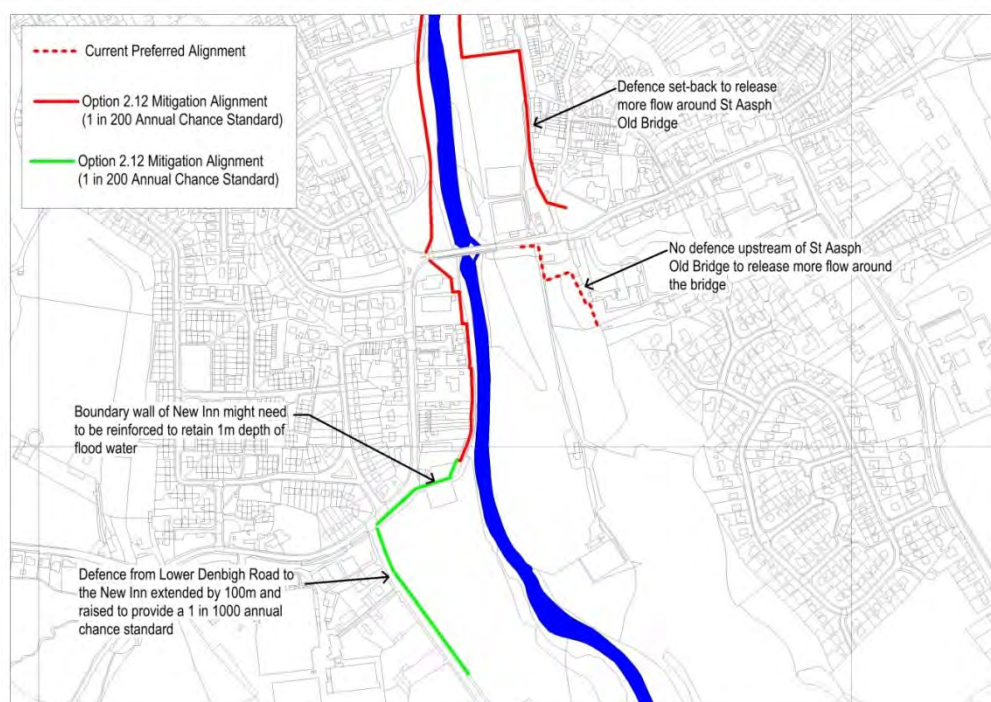 Current Preferred Alignment
Option 2.12 Mitigation Alignment
(1 in 200 Annual Chance Standard)
Option 2.12 Mitigation Alignment
(1 in 200 Annual Chance Standard)
Defence set-back to release
more flow around St Aasph
Old Bridge
No defence upstream of St Aasph
Old Bridge to release more flow around
the bridge
Boundary wall of New Inn might need
to be reinforced to retain 1m depth of
flood water
Defence from Lower Denbigh Road to
the New Inn extended by 100m and
raised to provide a 1 in 1000 annual
chance standard